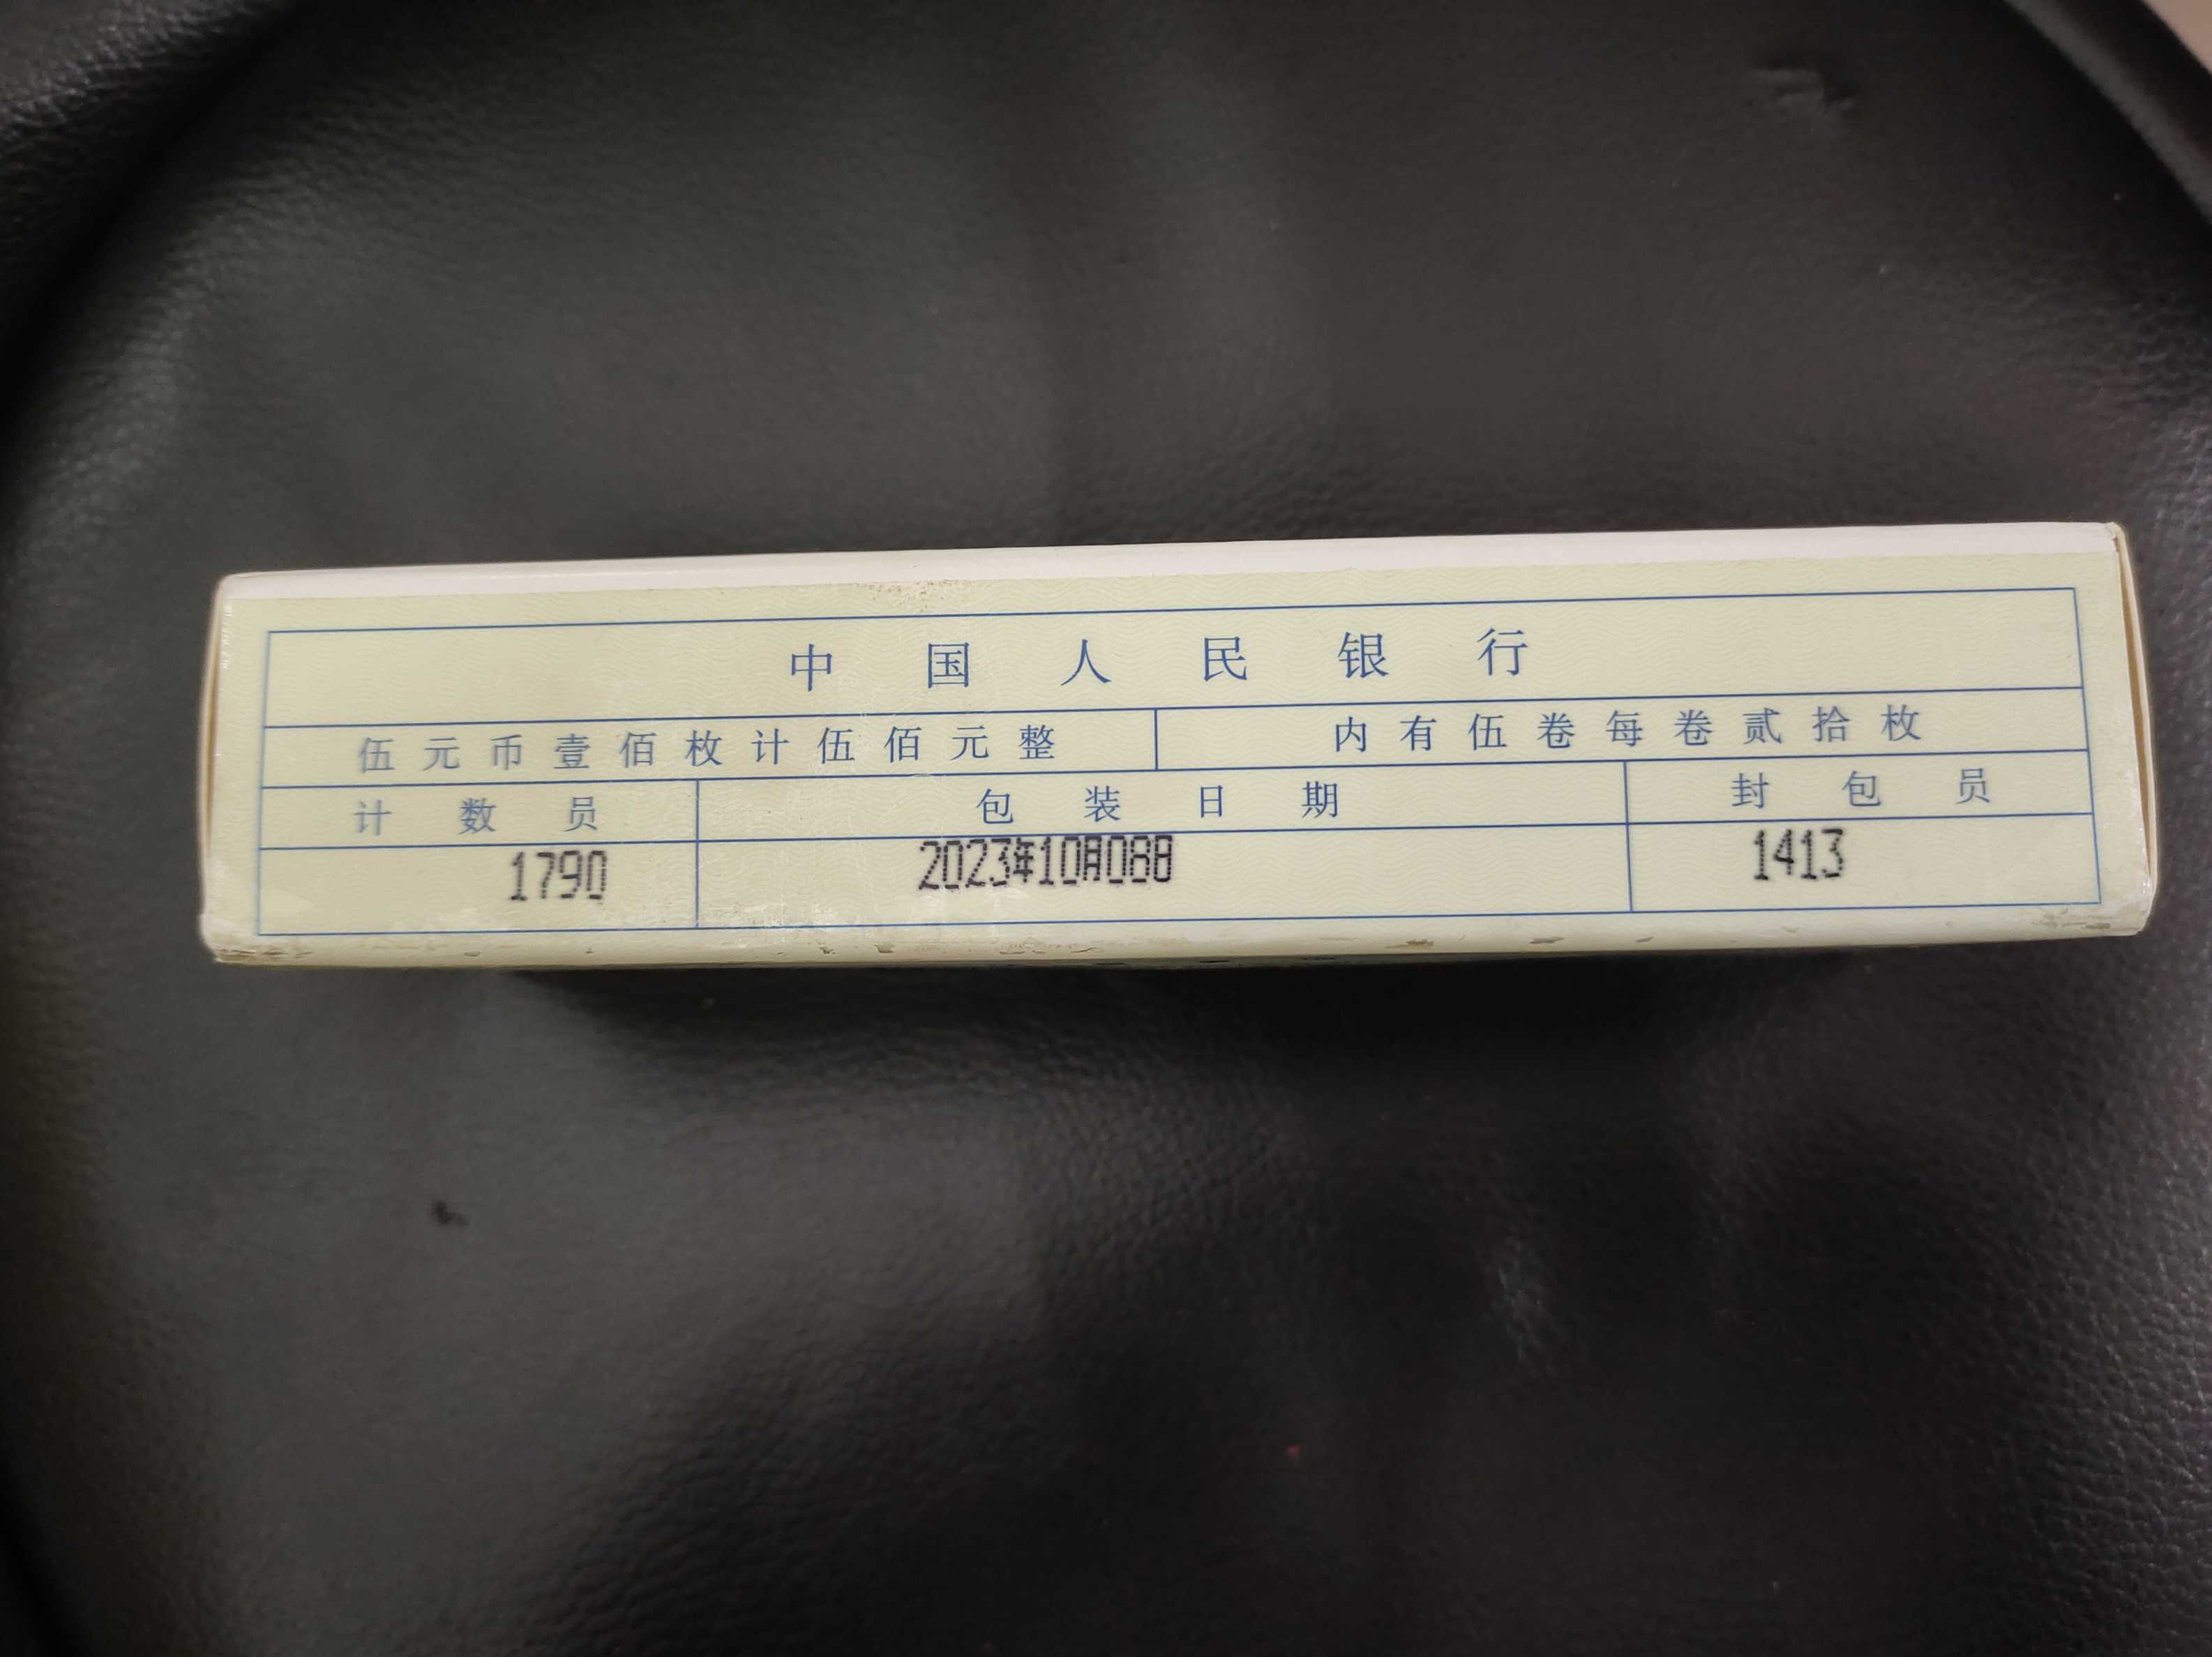 中国人民银行
伍元币壹佰枚计伍佰元整 内有伍卷每卷贰拾枚
计数员 包装日期 封包员
1790 2023年10月08日 1413